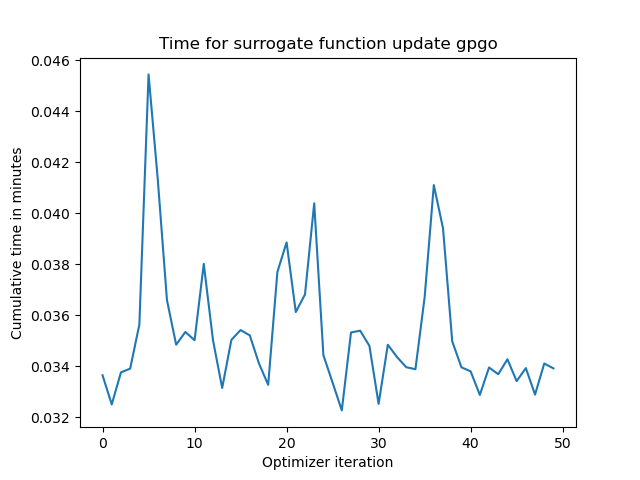 Time for surrogate function update gpgo
0.046
0.044
0.042
0.040
0.038
0.036
0.034
0.032
Cumulative time in minutes
0 10 20 30 40 50
Optimizer iteration